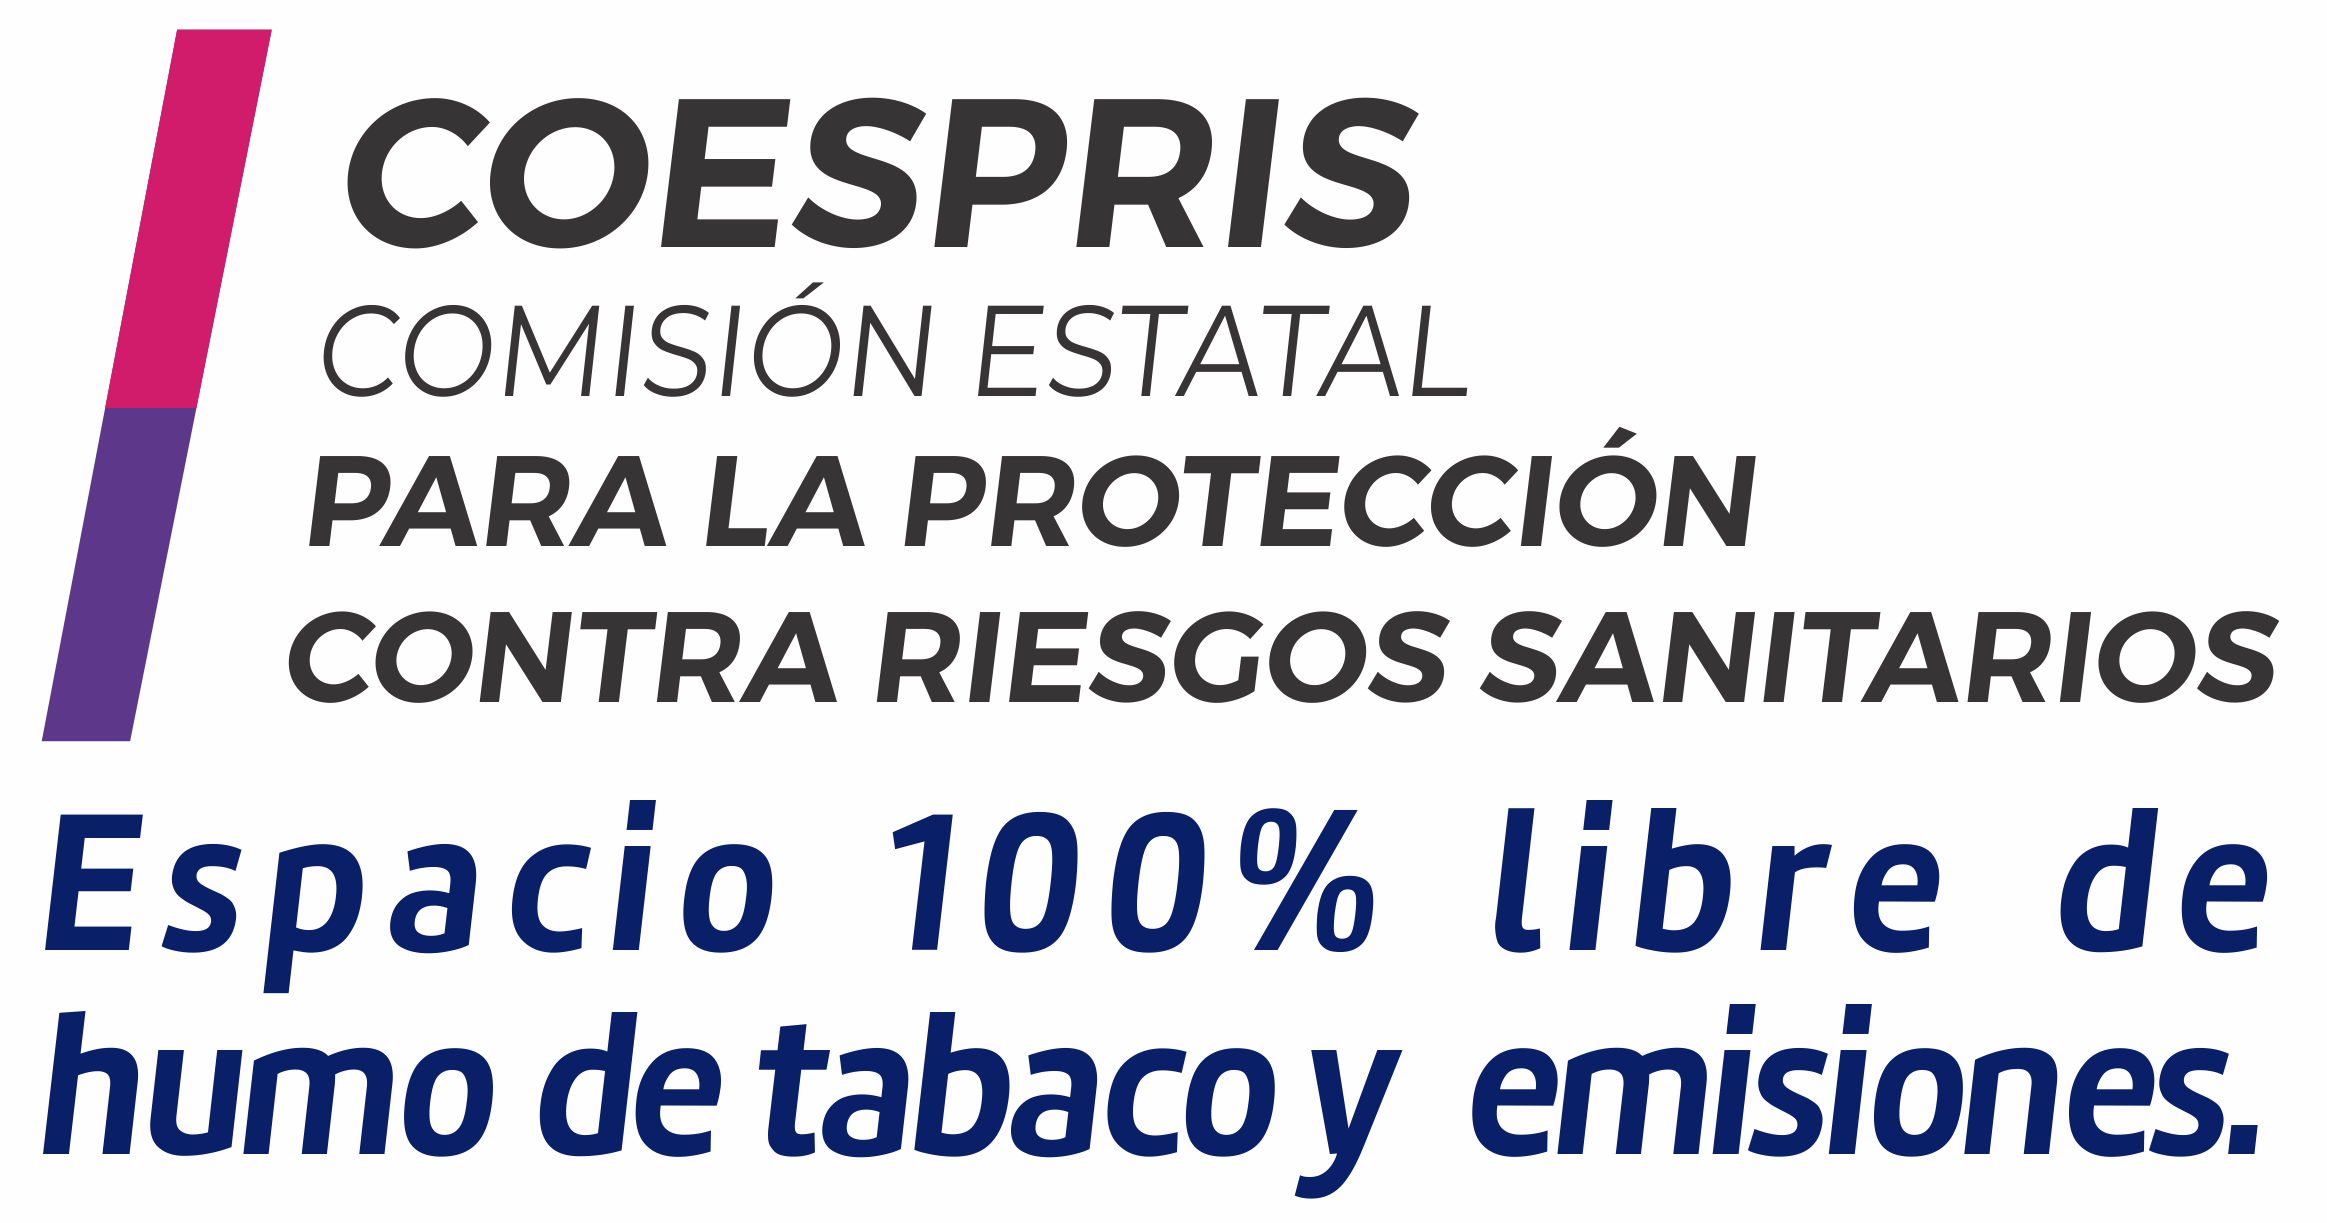 COESPRIS
COMISIÓN ESTATAL
PARA LA PROTECCIÓN
CONTRA RIESGOS SANITARIOS
Espacio 100% libre de
humo de tabaco y emisiones.